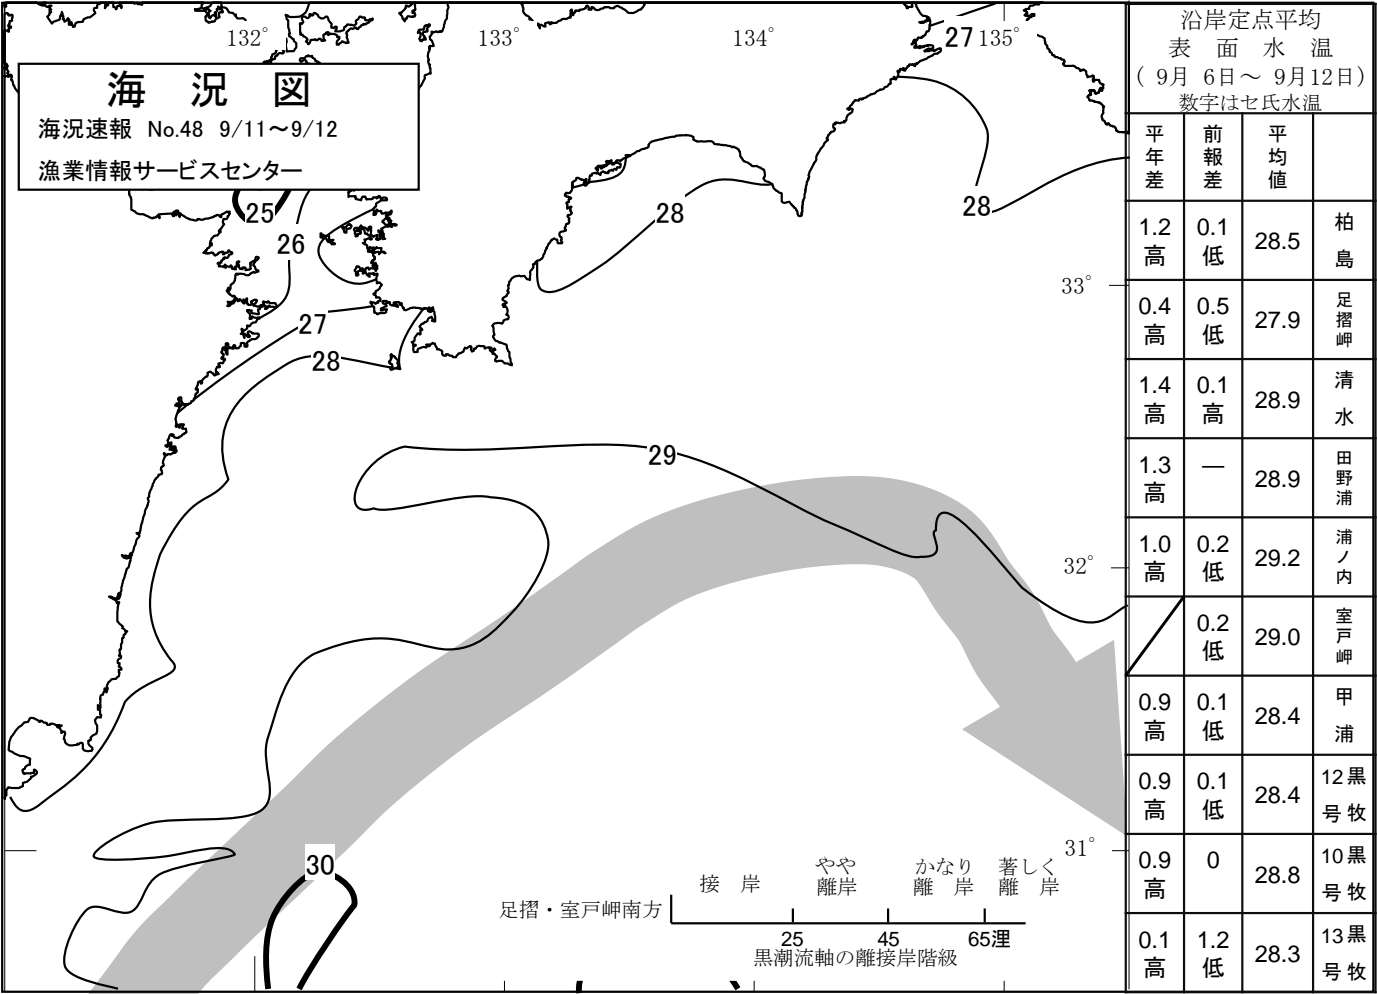 132°
133°
134°
27
135°
海 況 図
海況速報 No.48 9/11～9/12
漁業情報サービスセンター
25
26
28
28
33°
27
28
29
32°
30
31°
接 岸
やや
離岸
かなり
離 岸
著しく
離 岸
足摺・室戸岬南方
25
45
65浬
黒潮流軸の離接岸階級
沿岸定点平均
表 面 水 温
( 9月 6日～ 9月12日)
数字はセ氏水温
平年差 前報差 平均値
1.2高 0.1低 28.5 柏島
0.4高 0.5低 27.9 足摺岬
1.4高 0.1高 28.9 清水
1.3高 — 28.9 田野浦
1.0高 0.2低 29.2 浦ノ内
0.2低 29.0 室戸岬
0.9高 0.1低 28.4 甲浦
0.9高 0.1低 28.4 黒牧12号
0.9高 0 28.8 黒牧10号
0.1高 1.2低 28.3 黒牧13号